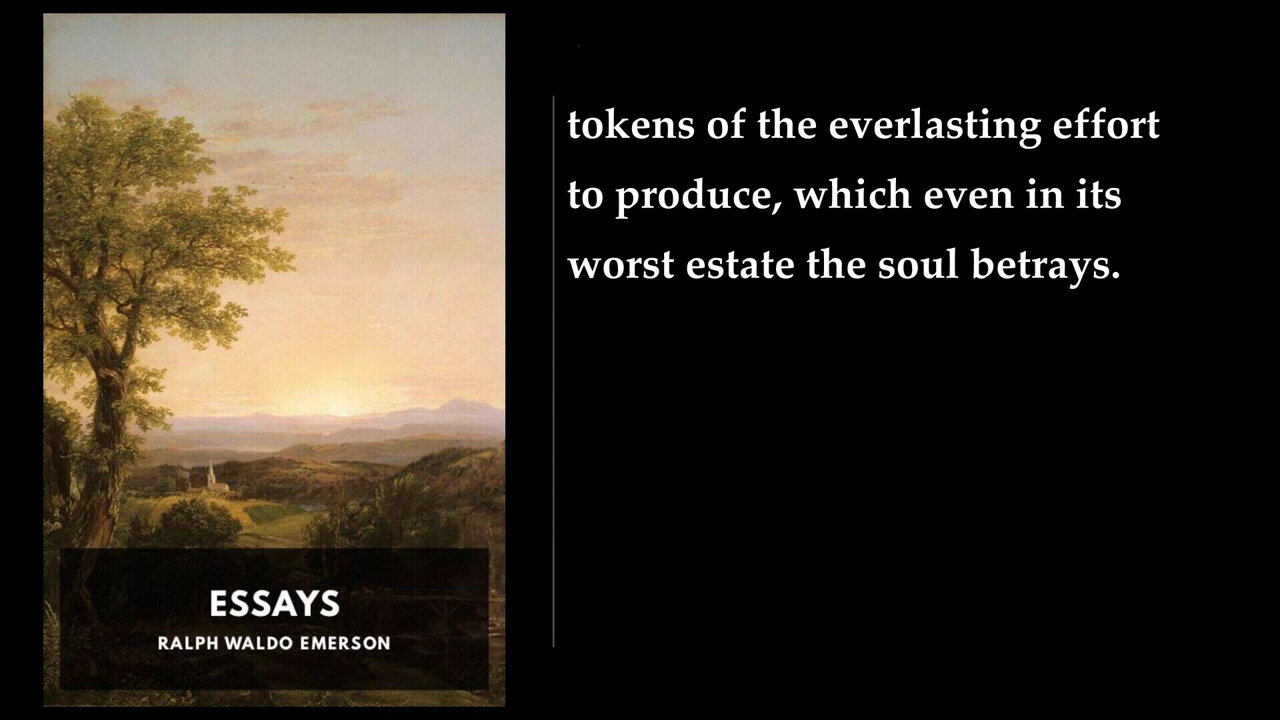 ESSAYS
RALPH WALDO EMERSON
tokens of the everlasting effort
to produce, which even in its
worst estate the soul betrays.